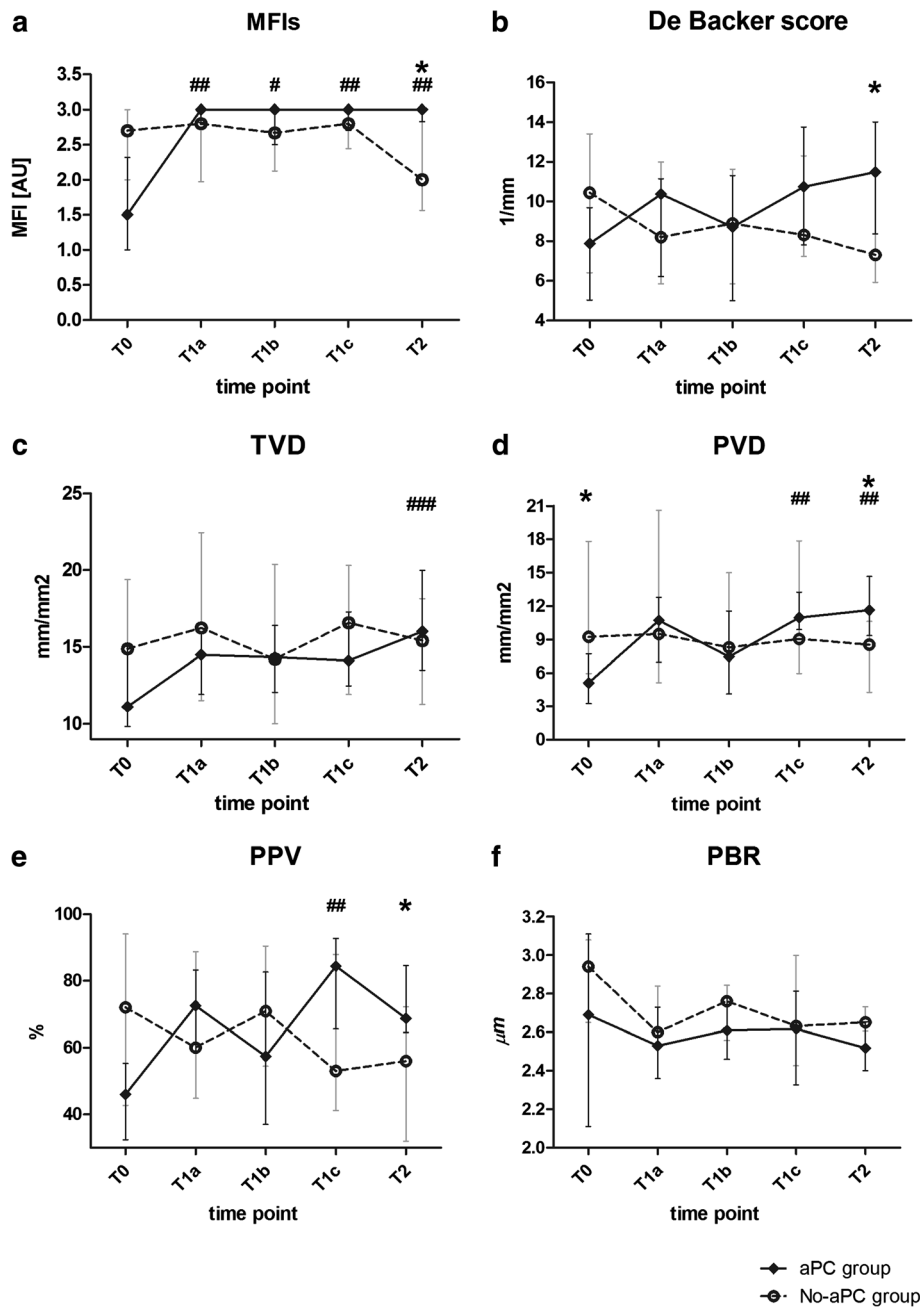 a MFIs
* 
## # ## ##
3.5
3.0
2.5
2.0
1.5
1.0
0.5
0.0
MFI [AU]
T0 T1a T1b T1c T2
time point
b De Backer score
*
16
14
12
10
8
6
4
1/mm
T0 T1a T1b T1c T2
time point
c TVD
###
25
20
15
10
mm/mm2
T0 T1a T1b T1c T2
time point
d PVD
* *
## ##
21
18
15
12
9
6
3
0
mm/mm2
T0 T1a T1b T1c T2
time point
e PPV
## *
100
80
60
40
%
T0 T1a T1b T1c T2
time point
f PBR
3.2
3.0
2.8
2.6
2.4
2.2
2.0
μm
T0 T1a T1b T1c T2
time point
aPC group
No-aPC group